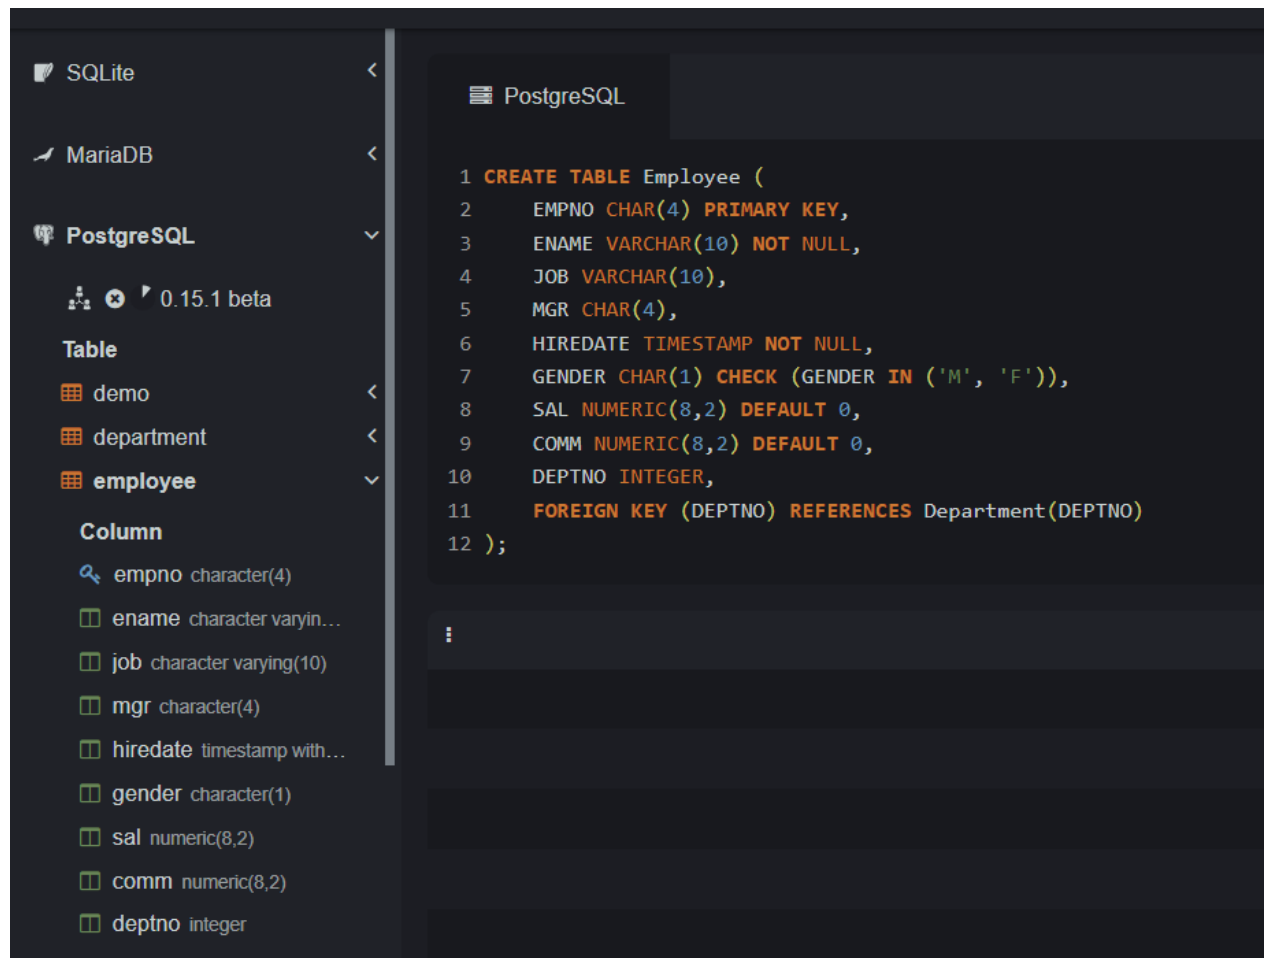 SQLite
MariaDB
PostgreSQL
0.15.1 beta
Table
demo
department
employee
Column
empno character(4)
ename character varyin...
job character varying(10)
mgr character(4)
hiredate timestamp with...
gender character(1)
sal numeric(8,2)
comm numeric(8,2)
deptno integer
PostgreSQL
1 CREATE TABLE Employee (
2 EMPNO CHAR(4) PRIMARY KEY,
3 ENAME VARCHAR(10) NOT NULL,
4 JOB VARCHAR(10),
5 MGR CHAR(4),
6 HIREDATE TIMESTAMP NOT NULL,
7 GENDER CHAR(1) CHECK (GENDER IN ('M', 'F')),
8 SAL NUMERIC(8,2) DEFAULT 0,
9 COMM NUMERIC(8,2) DEFAULT 0,
10 DEPTNO INTEGER,
11 FOREIGN KEY (DEPTNO) REFERENCES Department(DEPTNO)
12 );